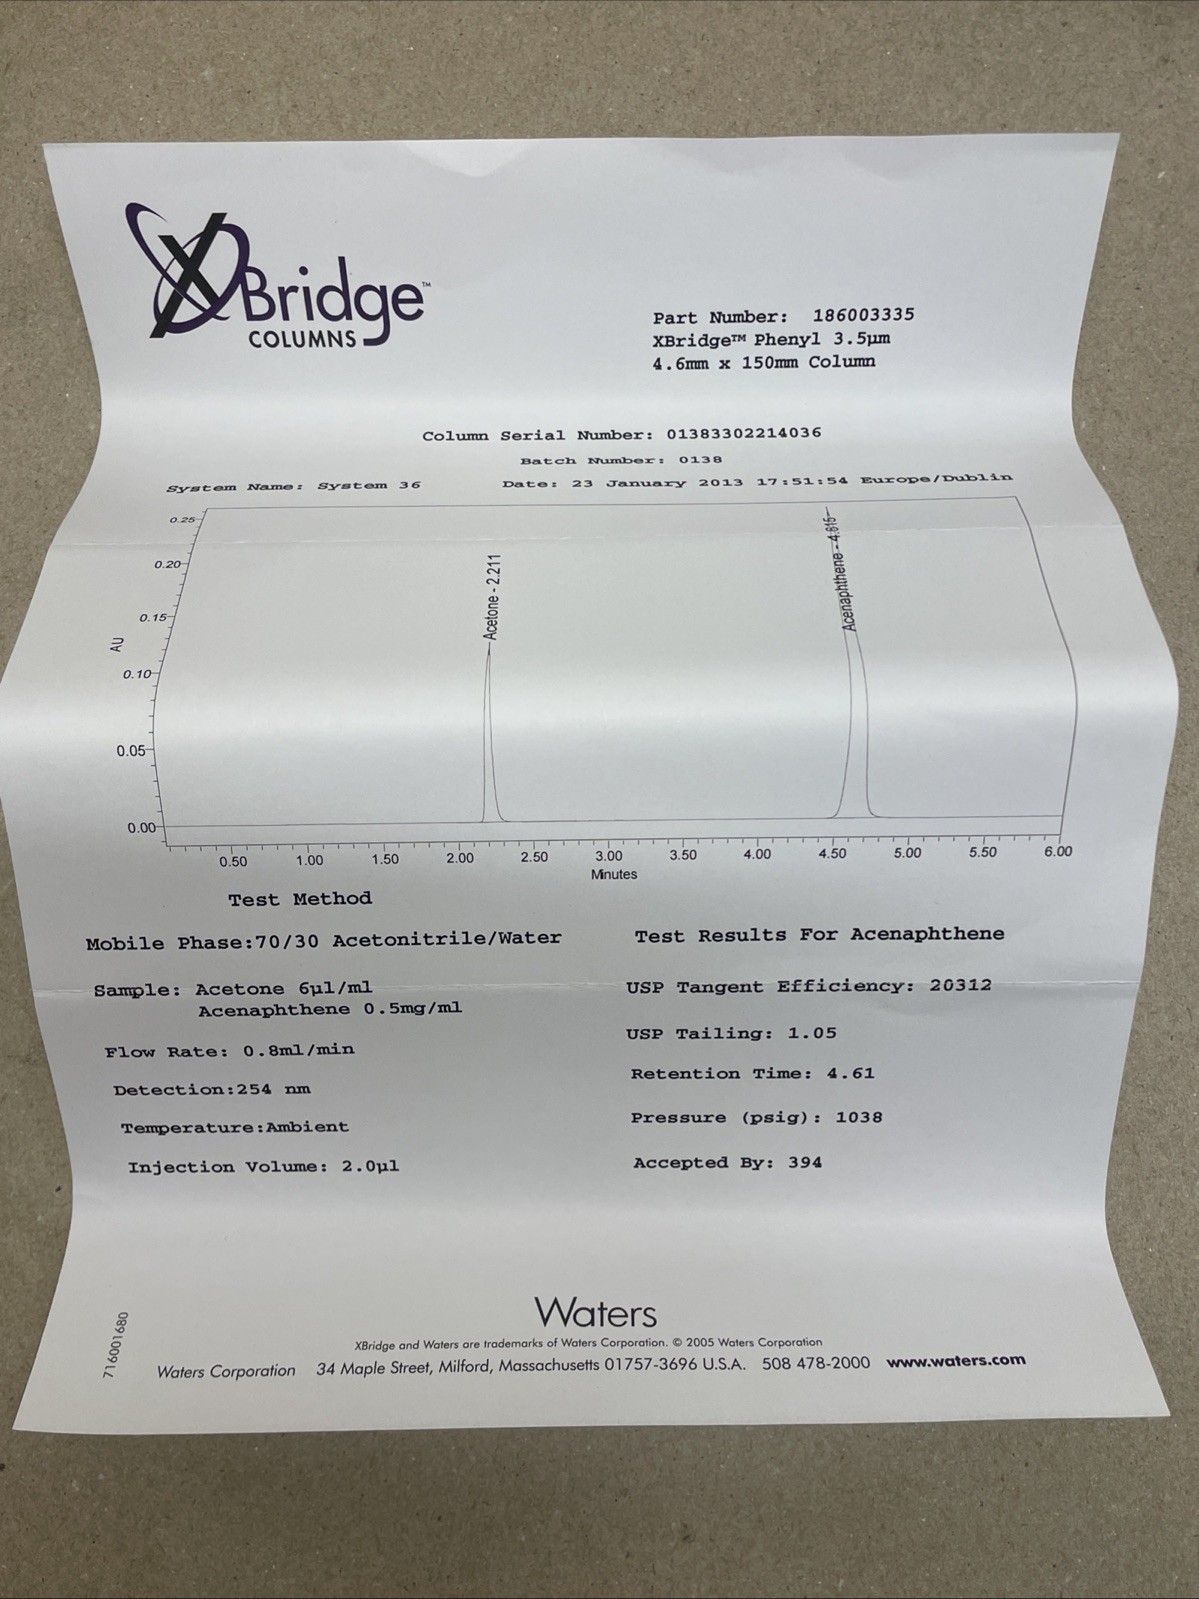 XBridge™
COLUMNS
Part Number: 186003335
XBridge™ Phenyl 3.5µm
4.6mm x 150mm Column
Column Serial Number: 01383302214036
Batch Number: 0138
System Name: System 36
Date: 23 January 2013 17:51:54 Europe/Dublin
0.25
0.20
0.15
0.10
0.05
0.00
AU
Acetone - 2.211
Acenaphthene - 4.615
0.50 1.00 1.50 2.00 2.50 3.00 3.50 4.00 4.50 5.00 5.50 6.00
Minutes
Test Method
Mobile Phase:70/30 Acetonitrile/Water
Sample: Acetone 6µl/ml
Acenaphthene 0.5mg/ml
Flow Rate: 0.8ml/min
Detection:254 nm
Temperature:Ambient
Injection Volume: 2.0µl
Test Results For Acenaphthene
USP Tangent Efficiency: 20312
USP Tailing: 1.05
Retention Time: 4.61
Pressure (psig): 1038
Accepted By: 394
716001680
Waters
XBridge and Waters are trademarks of Waters Corporation. © 2005 Waters Corporation
Waters Corporation 34 Maple Street, Milford, Massachusetts 01757-3696 U.S.A. 508 478-2000 www.waters.com